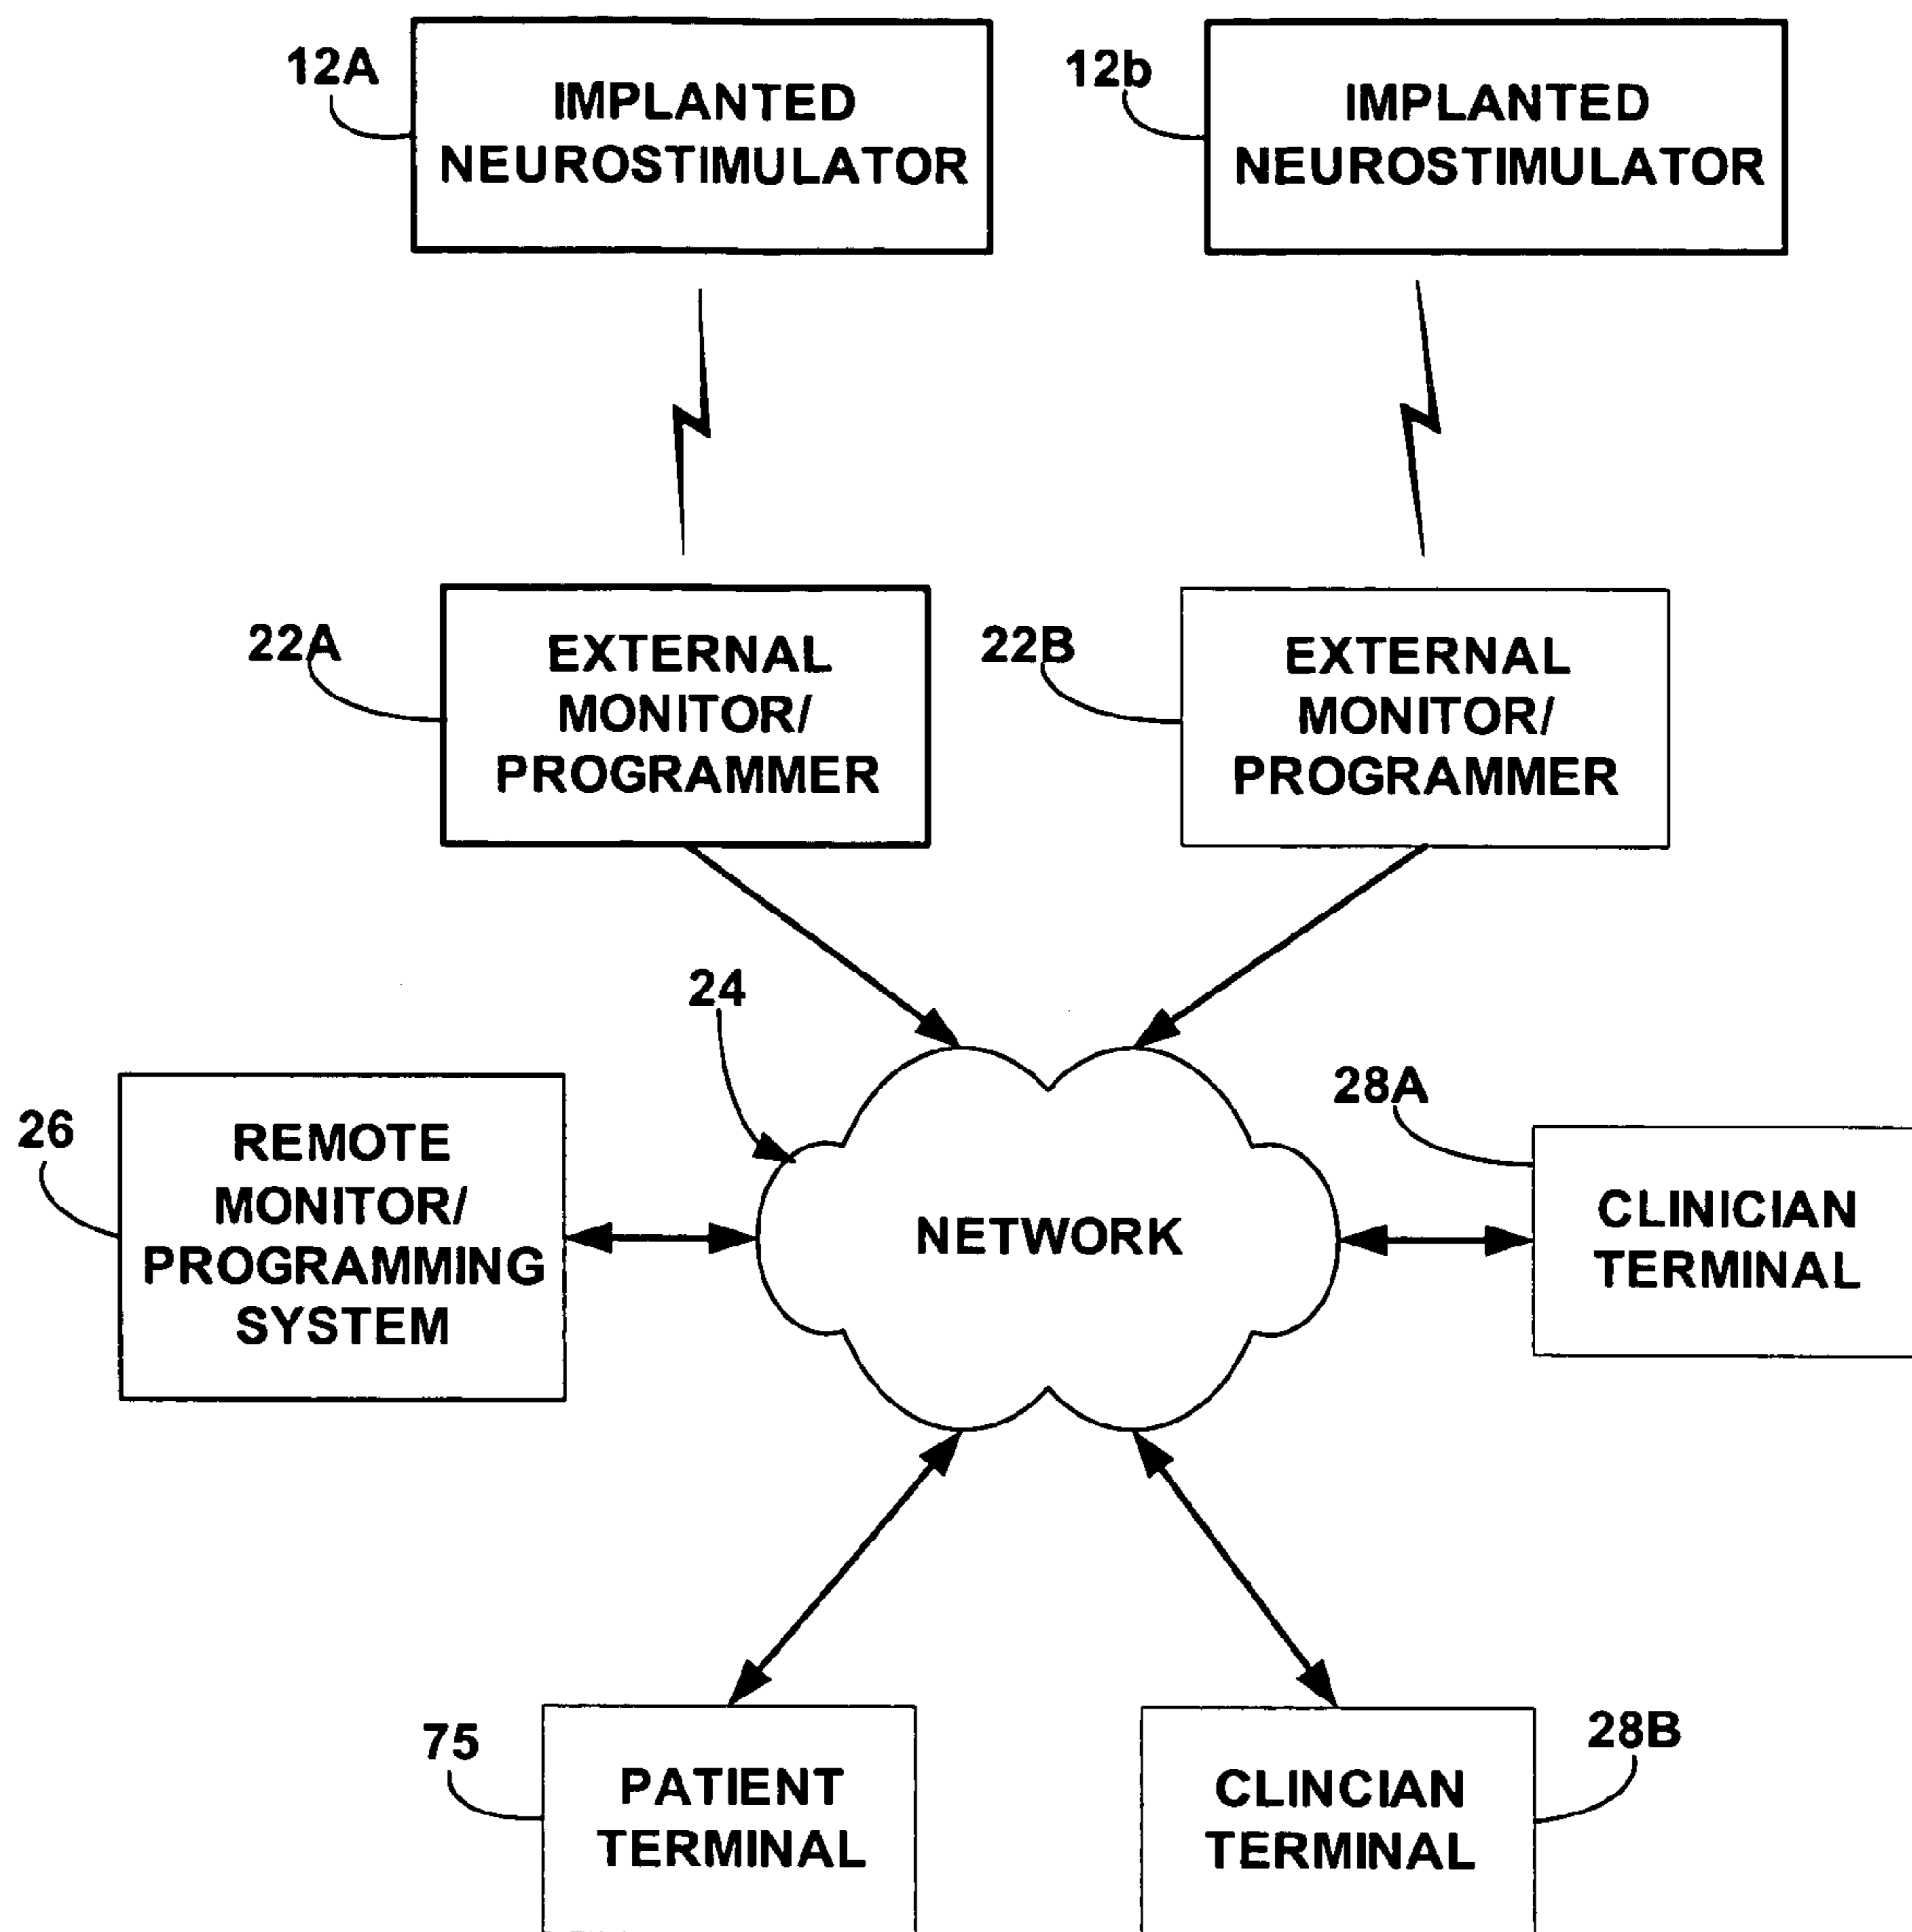 12A
IMPLANTED
NEUROSTIMULATOR
12b
IMPLANTED
NEUROSTIMULATOR
22A
EXTERNAL
MONITOR/
PROGRAMMER
22B
EXTERNAL
MONITOR/
PROGRAMMER
24
26
REMOTE
MONITOR/
PROGRAMMING
SYSTEM
NETWORK
28A
CLINICIAN
TERMINAL
75
PATIENT
TERMINAL
CLINCIAN
TERMINAL
28B